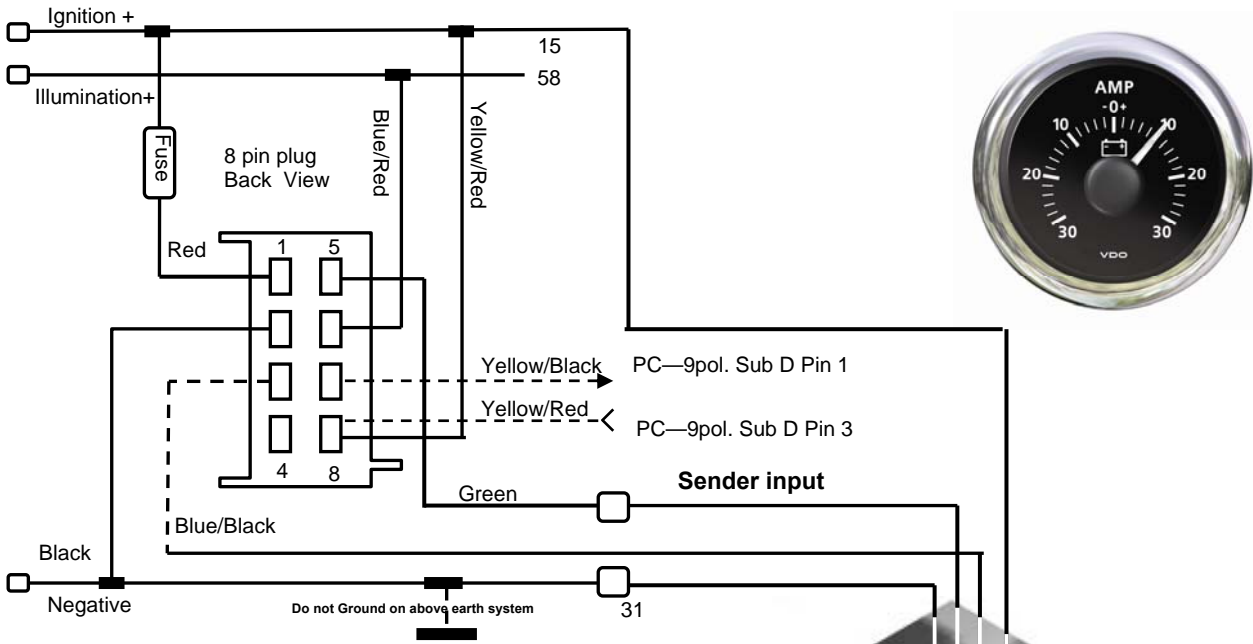 Ignition +
15
58
Illumination+
Fuse
8 pin plug
Back View
Blue/Red
Yellow/Red
Red
1 5
Yellow/Black
PC—9pol. Sub D Pin 1
Yellow/Red
PC—9pol. Sub D Pin 3
4 8
Green
Sender input
Blue/Black
Black
Negative
Do not Ground on above earth system
31
AMP
-0+
10 10
20 20
30 30
VDO